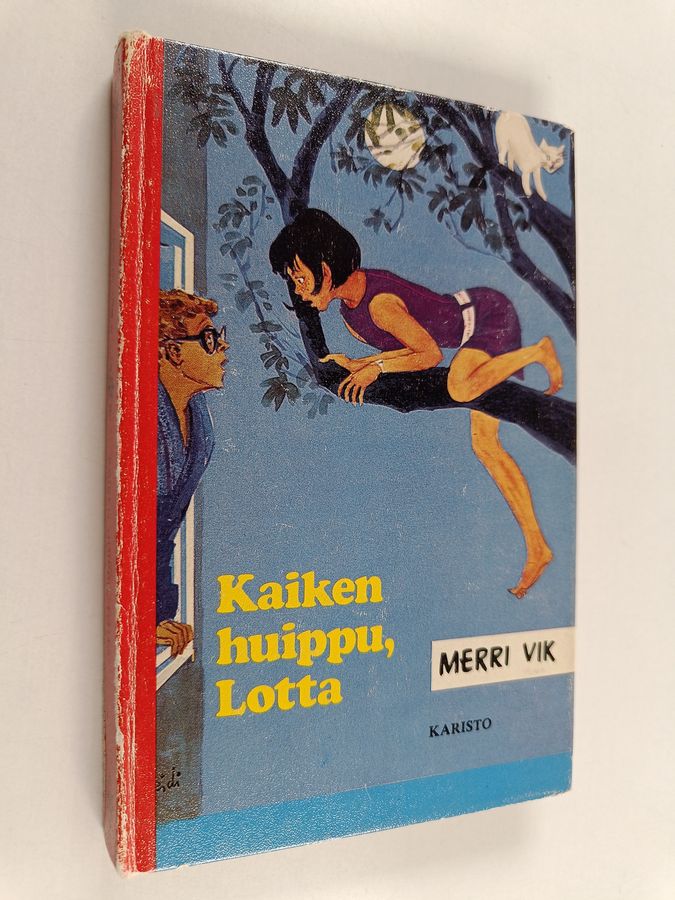 Kaiken
huippu,
Lotta
MERRI VIK
KARISTO